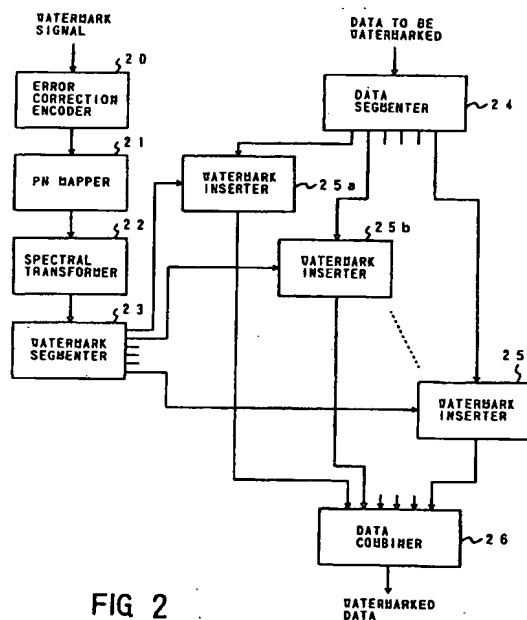 WATERMARK
SIGNAL
20
ERROR
CORRECTION
ENCODER
21
PN MAPPER
22
SPECTRAL
TRANSFORMER
23
WATERMARK
SEGMENTER
DATA TO BE
WATERMARKED
DATA
SEGMENTER
24
WATERMARK
INSERTER
25a
25b
WATERMARK
INSERTER
25
WATERMARK
INSERTER
DATA
COMBINER
26
WATERMARKED
DATA
FIG 2